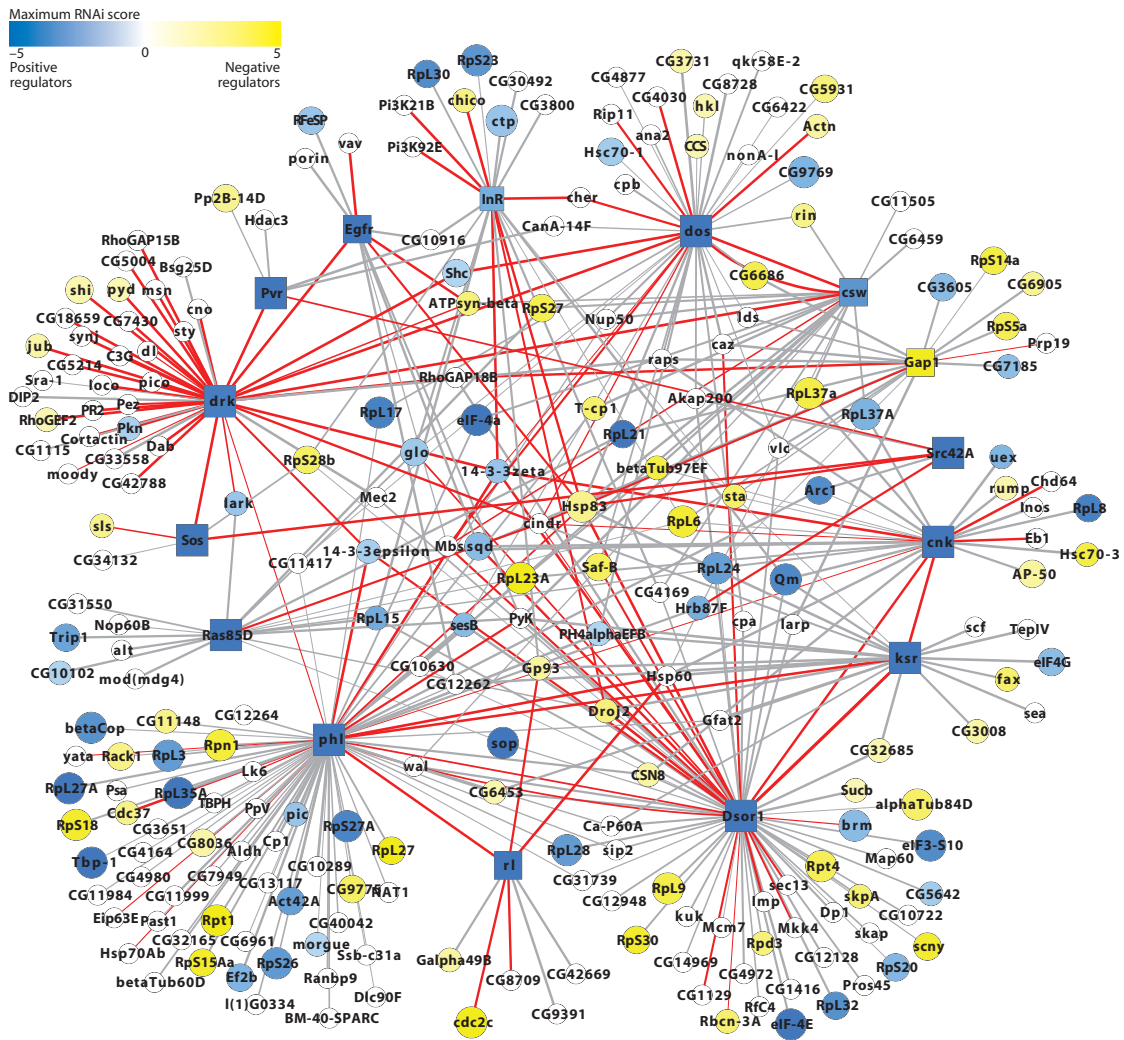 Maximum RNAi score
−5
0
5
Positive
regulators
Negative
regulators
RpL30
RpS23
CG30492
Pi3K21B
chico
ctp
CG3800
Pi3K92E
RFeSP
vav
porin
InR
cher
CanA-14F
CG10916
Egfr
Pp2B-14D
Hdac3
Pvr
Shc
ATPsyn-beta
RpS27
Nup50
CG3731
qkr58E-2
CG4877
CG4030
CG8728
CG5931
Rip11
hkl
CG6422
ana2
Actn
Hsc70-1
CCS
nonA-l
cpb
CG9769
rin
dos
CG11505
CG6459
CG6686
csw
lds
caz
raps
RpS14a
CG3605
CG6905
RpS5a
Prp19
Gap1
CG7185
RhoGAP15B
CG5004
Bsg25D
shi
pyd
msn
cno
CG18659
CG7430
sty
synj
jub
dl
C3G
CG5214
Sra-1
loco
pico
drk
DIP2
PR2
Pez
RhoGEF2
Pkn
Cortactin
Dab
CG1115
CG33558
moody
CG42788
RhoGAP18B
Akap200
RpL17
eIF-4a
T-cp1
RpL21
RpL37a
RpL37A
glo
RpS28b
14-3-3zeta
betaTub97EF
vlc
Src42A
Mec2
Hsp83
sta
Arc1
uex
rump
Chd64
Inos
RpL8
lark
sls
Sos
CG34132
cindr
RpL6
cnk
Eb1
Hsc70-3
AP-50
CG11417
14-3-3epsilon
Mbs
sqd
RpL23A
Saf-B
RpL24
Qm
CG4169
Hrb87F
CG31550
Nop60B
Trip1
alt
Ras85D
CG10102
mod(mdg4)
RpL15
sesB
PyK
PH4alphaEFB
cpa
larp
scf
TepIV
ksr
eIF4G
fax
sea
CG3008
CG10630
CG12262
Gp93
Hsp60
Droj2
Gfat2
CG32685
betaCop
CG11148
CG12264
yata
Rack1
RpL3
Rpn1
phl
sop
wal
CSN8
CG6453
RpL27A
Psa
RpL35A
Lk6
TBPH
PpV
pic
RpS27A
RpS18
Cdc37
CG3651
CG8036
Cp1
Tbp-1
CG4164
Aldh
RpL27
CG4980
CG7949
CG10289
CG11984
CG11999
CG13117
CG9775
NAT1
Act42A
Eip63E
Past1
Rpt1
CG40042
CG32165
CG6961
morgue
Hsp70Ab
Ssb-c31a
RpS15Aa
Ef2b
RpS26
Ranbp9
betaTub60D
l(1)G0334
Dlc90F
BM-40-SPARC
rl
Galpha49B
CG8709
CG42669
cdc2c
CG9391
Dsor1
Ca-P60A
RpL28
sip2
CG31739
CG12948
RpL9
kuk
RpS30
CG14969
Mcm7
Rpd3
CG4972
CG1129
Rbcn-3A
RfC4
eIF-4E
CG1416
RpL32
Pros45
CG12128
Mkk4
Imp
sec13
Sucb
alphaTub84D
brm
eIF3-S10
Map60
Rpt4
skpA
CG5642
Dp1
CG10722
skap
scny
RpS20